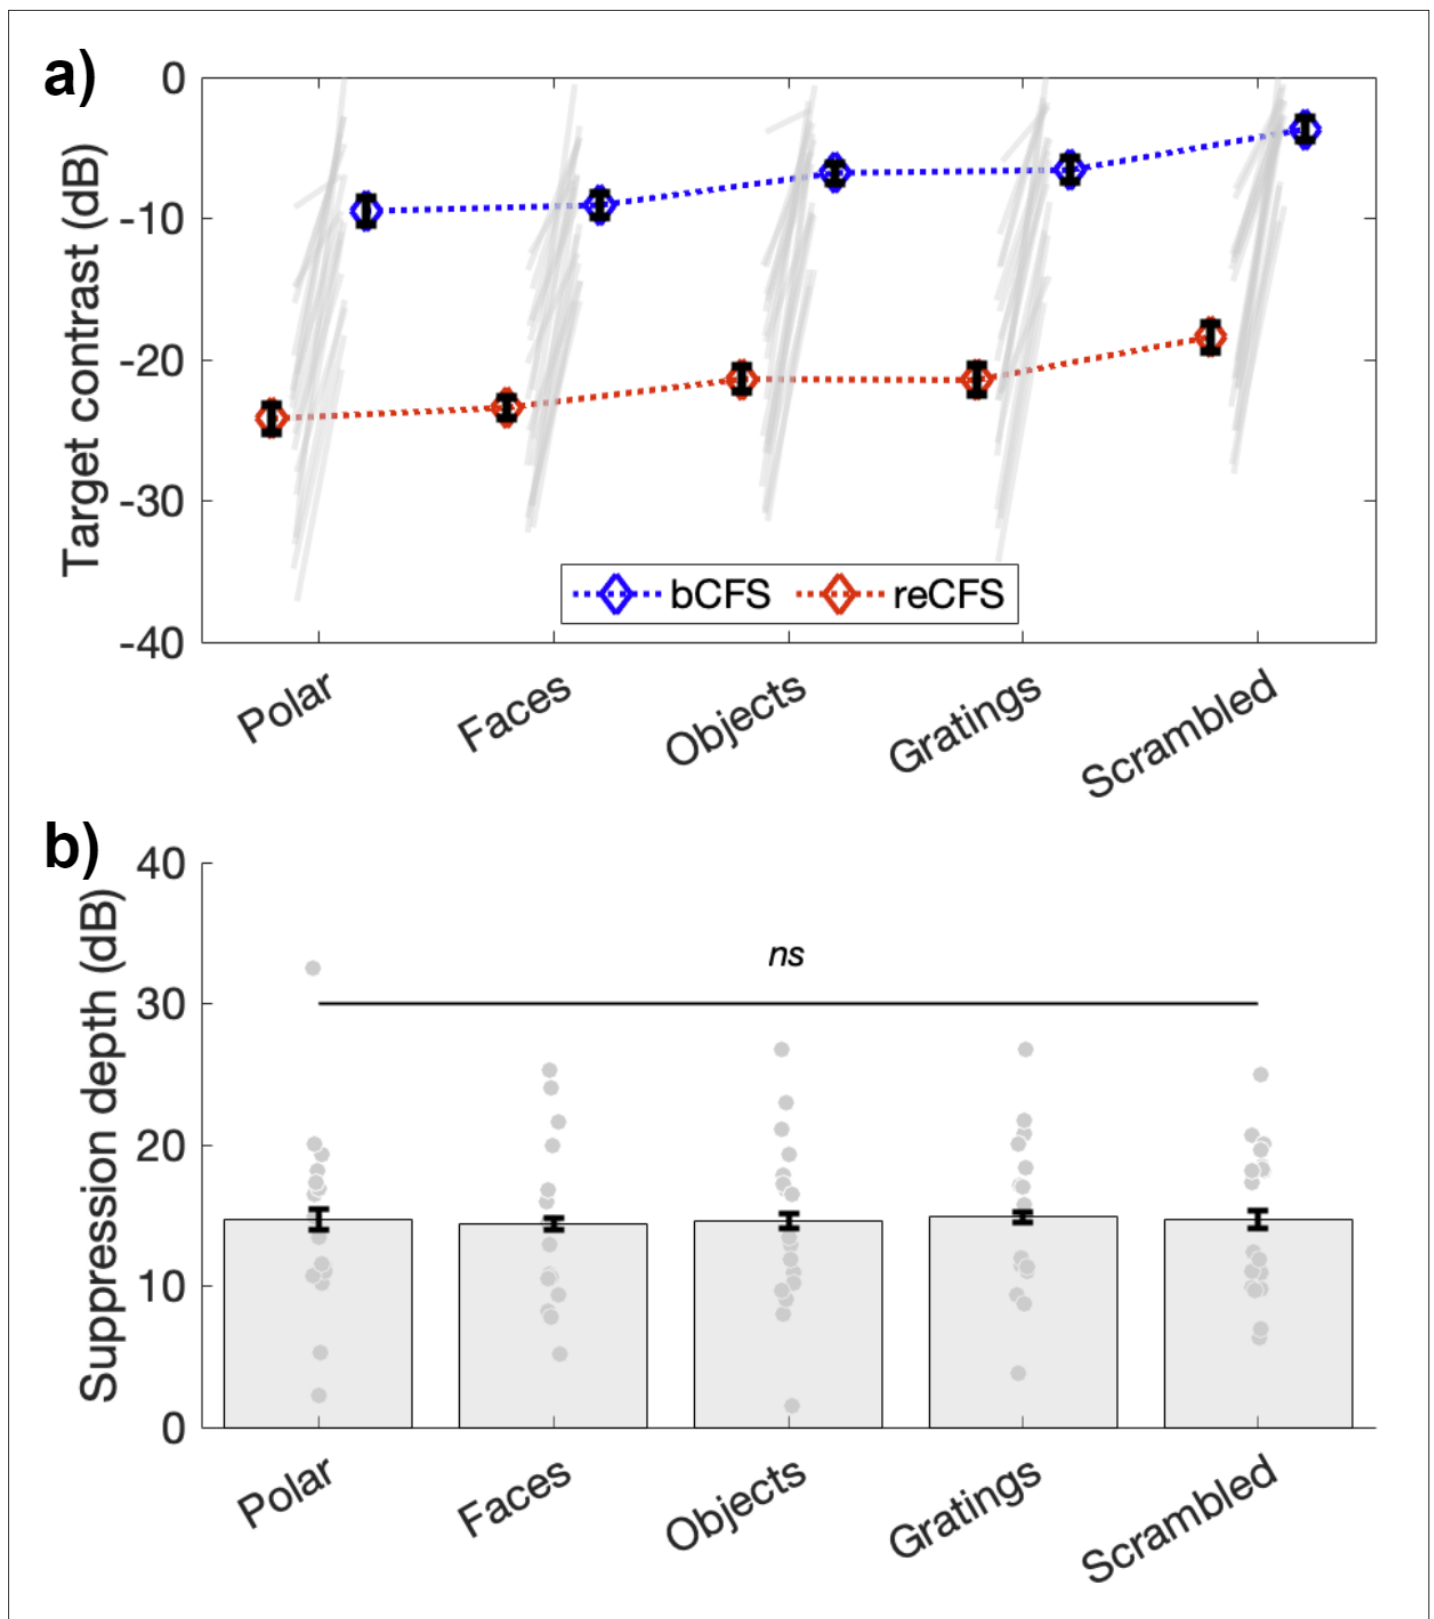 a)
Target contrast (dB)
0
-10
-20
-30
-40
bCFS reCFS
Polar Faces Objects Gratings Scrambled
b)
Suppression depth (dB)
40
30
20
10
0
ns
Polar Faces Objects Gratings Scrambled